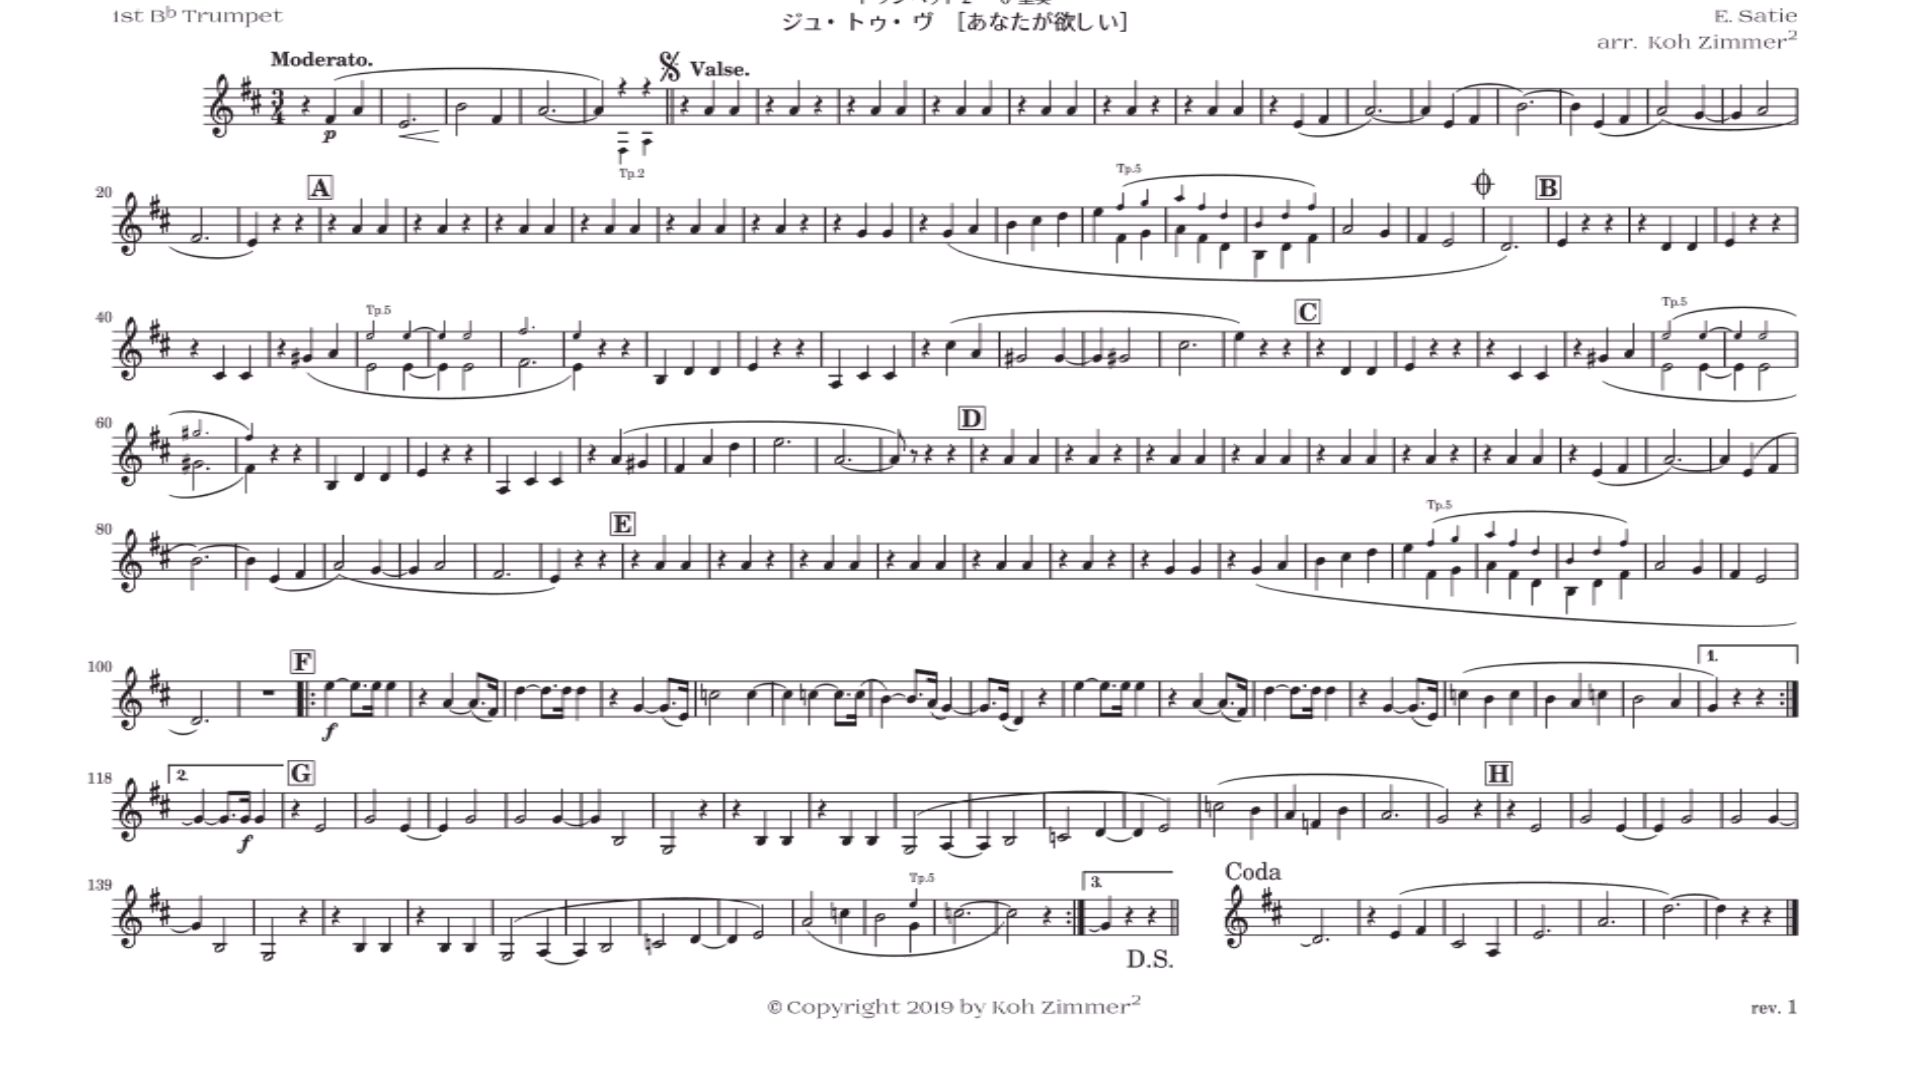 1st B♭ Trumpet
ジュ・トゥ・ヴ [あなたが欲しい]
E. Satie
arr. Koh Zimmer²
Moderato.
Valse.
p
Tp.2
20
A
Tp.5
B
40
Tp.5
C
Tp.5
60
D
80
E
Tp.5
100
F
f
1.
118
2.
G
f
H
139
Tp.5
3.
D.S.
Coda
© Copyright 2019 by Koh Zimmer²
rev. 1